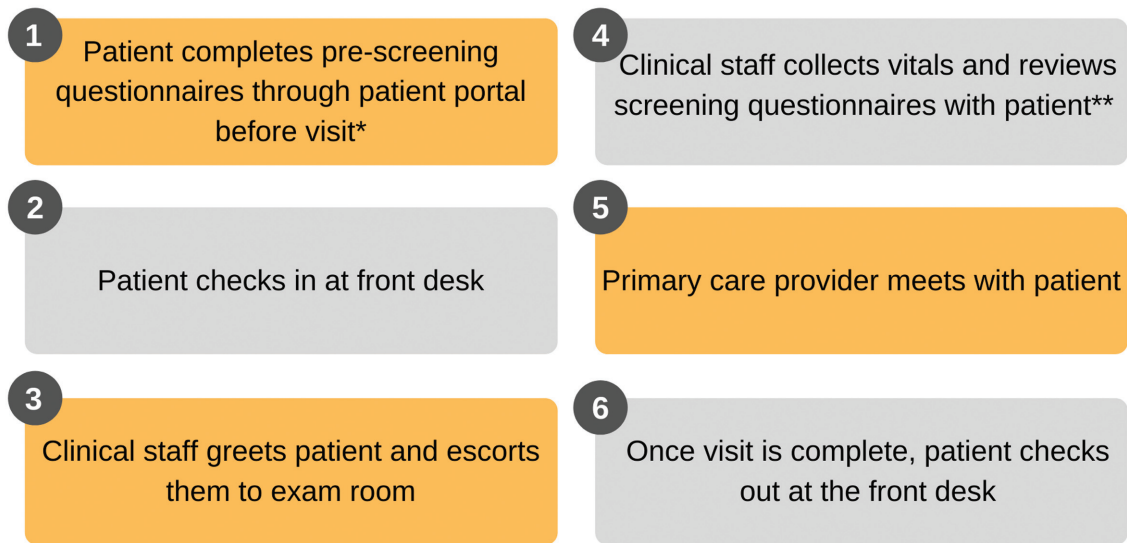 1
Patient completes pre-screening
questionnaires through patient portal
before visit*
2
Patient checks in at front desk
3
Clinical staff greets patient and escorts
them to exam room
4
Clinical staff collects vitals and reviews
screening questionnaires with patient**
5
Primary care provider meets with patient
6
Once visit is complete, patient checks
out at the front desk